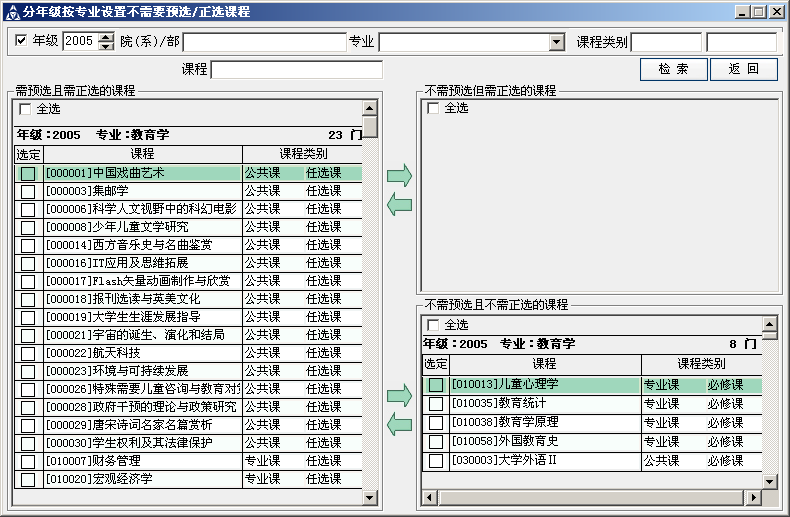 分年级按专业设置不需要预选/正选课程
年级 2005 院(系)/部 专业 课程类别
课程 检 索 返 回
需预选且需正选的课程
全选
年级:2005 专业:教育学 23 门
选定 课程 课程类别
[000001]中国戏曲艺术 公共课 任选课
[000003]集邮学 公共课 任选课
[000006]科学人文视野中的科幻电影 公共课 任选课
[000008]少年儿童文学研究 公共课 任选课
[000014]西方音乐史与名曲鉴赏 公共课 任选课
[000016]IT应用及思维拓展 公共课 任选课
[000017]Flash矢量动画制作与欣赏 公共课 任选课
[000018]报刊选读与英美文化 公共课 任选课
[000019]大学生生涯发展指导 公共课 任选课
[000021]宇宙的诞生、演化和结局 公共课 任选课
[000022]航天科技 公共课 任选课
[000023]环境与可持续发展 公共课 任选课
[000026]特殊需要儿童咨询与教育对 公共课 任选课
[000028]政府干预的理论与政策研究 公共课 任选课
[000029]唐宋诗词名家名篇赏析 公共课 任选课
[000030]学生权利及其法律保护 公共课 任选课
[010007]财务管理 专业课 任选课
[010020]宏观经济学 专业课 任选课
不需预选但需正选的课程
全选
不需预选且不需正选的课程
全选
年级:2005 专业:教育学 8 门
选定 课程 课程类别
[010013]儿童心理学 专业课 必修课
[010035]教育统计 专业课 必修课
[010038]教育学原理 专业课 必修课
[010058]外国教育史 专业课 必修课
[030003]大学外语Ⅱ 公共课 必修课